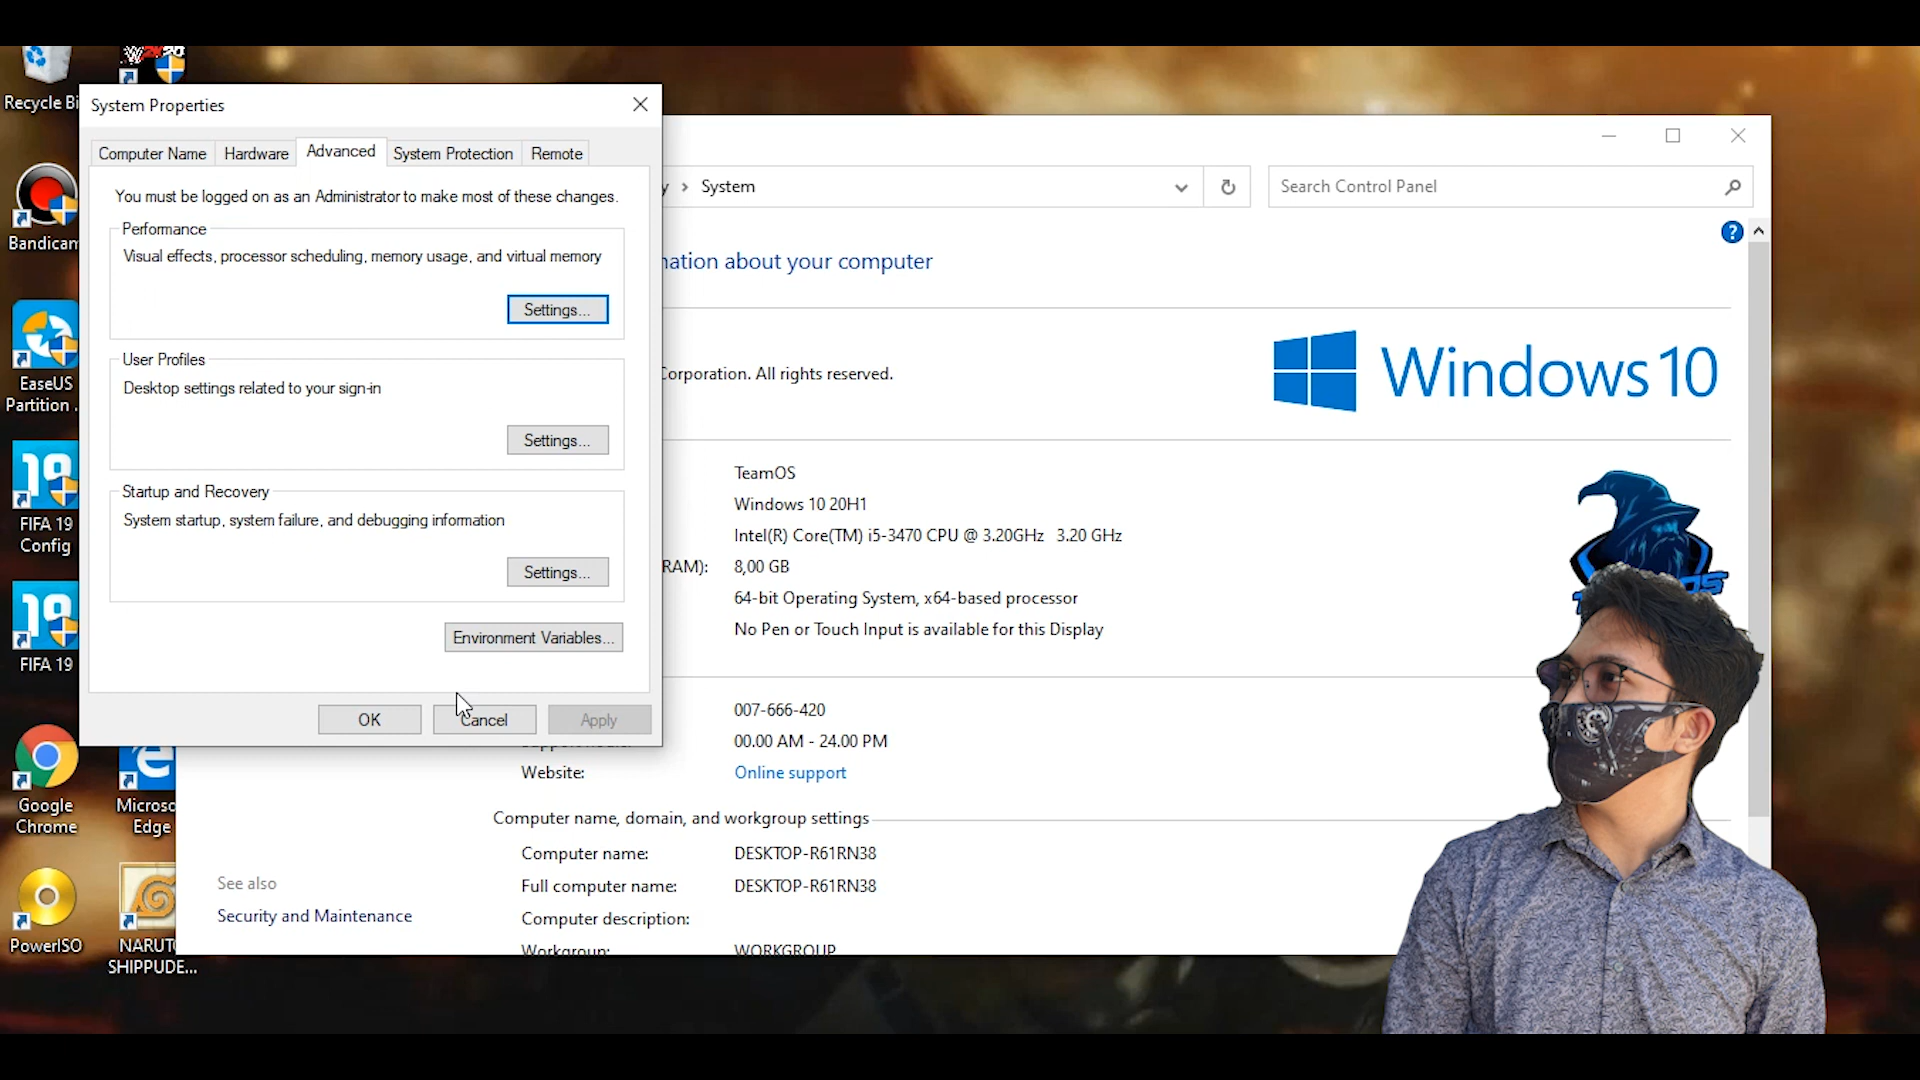 Recycle Bi
Bandicam
EaseUS
Partition .
19
FIFA 19
Config
19
FIFA 19
Google
Chrome
Microso
Edge
PowerISO
NARUT
SHIPPUDE...
System Properties
Computer Name
Hardware
Advanced
System Protection
Remote
You must be logged on as an Administrator to make most of these changes.
Performance
Visual effects, processor scheduling, memory usage, and virtual memory
Settings...
User Profiles
Desktop settings related to your sign-in
Settings...
Startup and Recovery
System startup, system failure, and debugging information
Settings...
Environment Variables...
OK
Cancel
Apply
y › System
Search Control Panel
?
nation about your computer
Corporation. All rights reserved.
Windows 10
TeamOS
Windows 10 20H1
Intel(R) Core(TM) i5-3470 CPU @ 3.20GHz 3.20 GHz
RAM): 8,00 GB
64-bit Operating System, x64-based processor
No Pen or Touch Input is available for this Display
007-666-420
00.00 AM - 24.00 PM
Website: Online support
Computer name, domain, and workgroup settings
Computer name: DESKTOP-R61RN38
Full computer name: DESKTOP-R61RN38
Computer description:
Workgroup: WORKGROUP
See also
Security and Maintenance